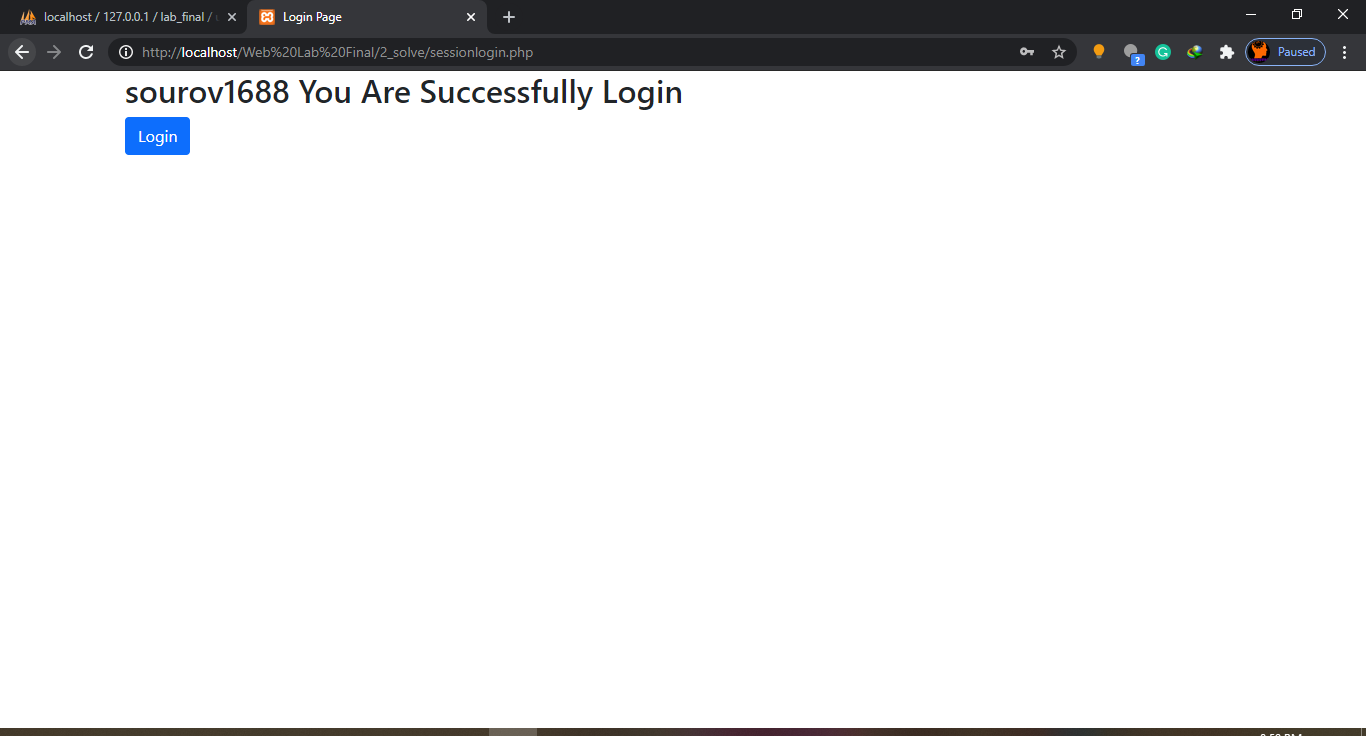 localhost / 127.0.0.1 / lab_final /
Login Page
http://localhost/Web%20Lab%20Final/2_solve/sessionlogin.php
?
Paused
sourov1688 You Are Successfully Login
Login